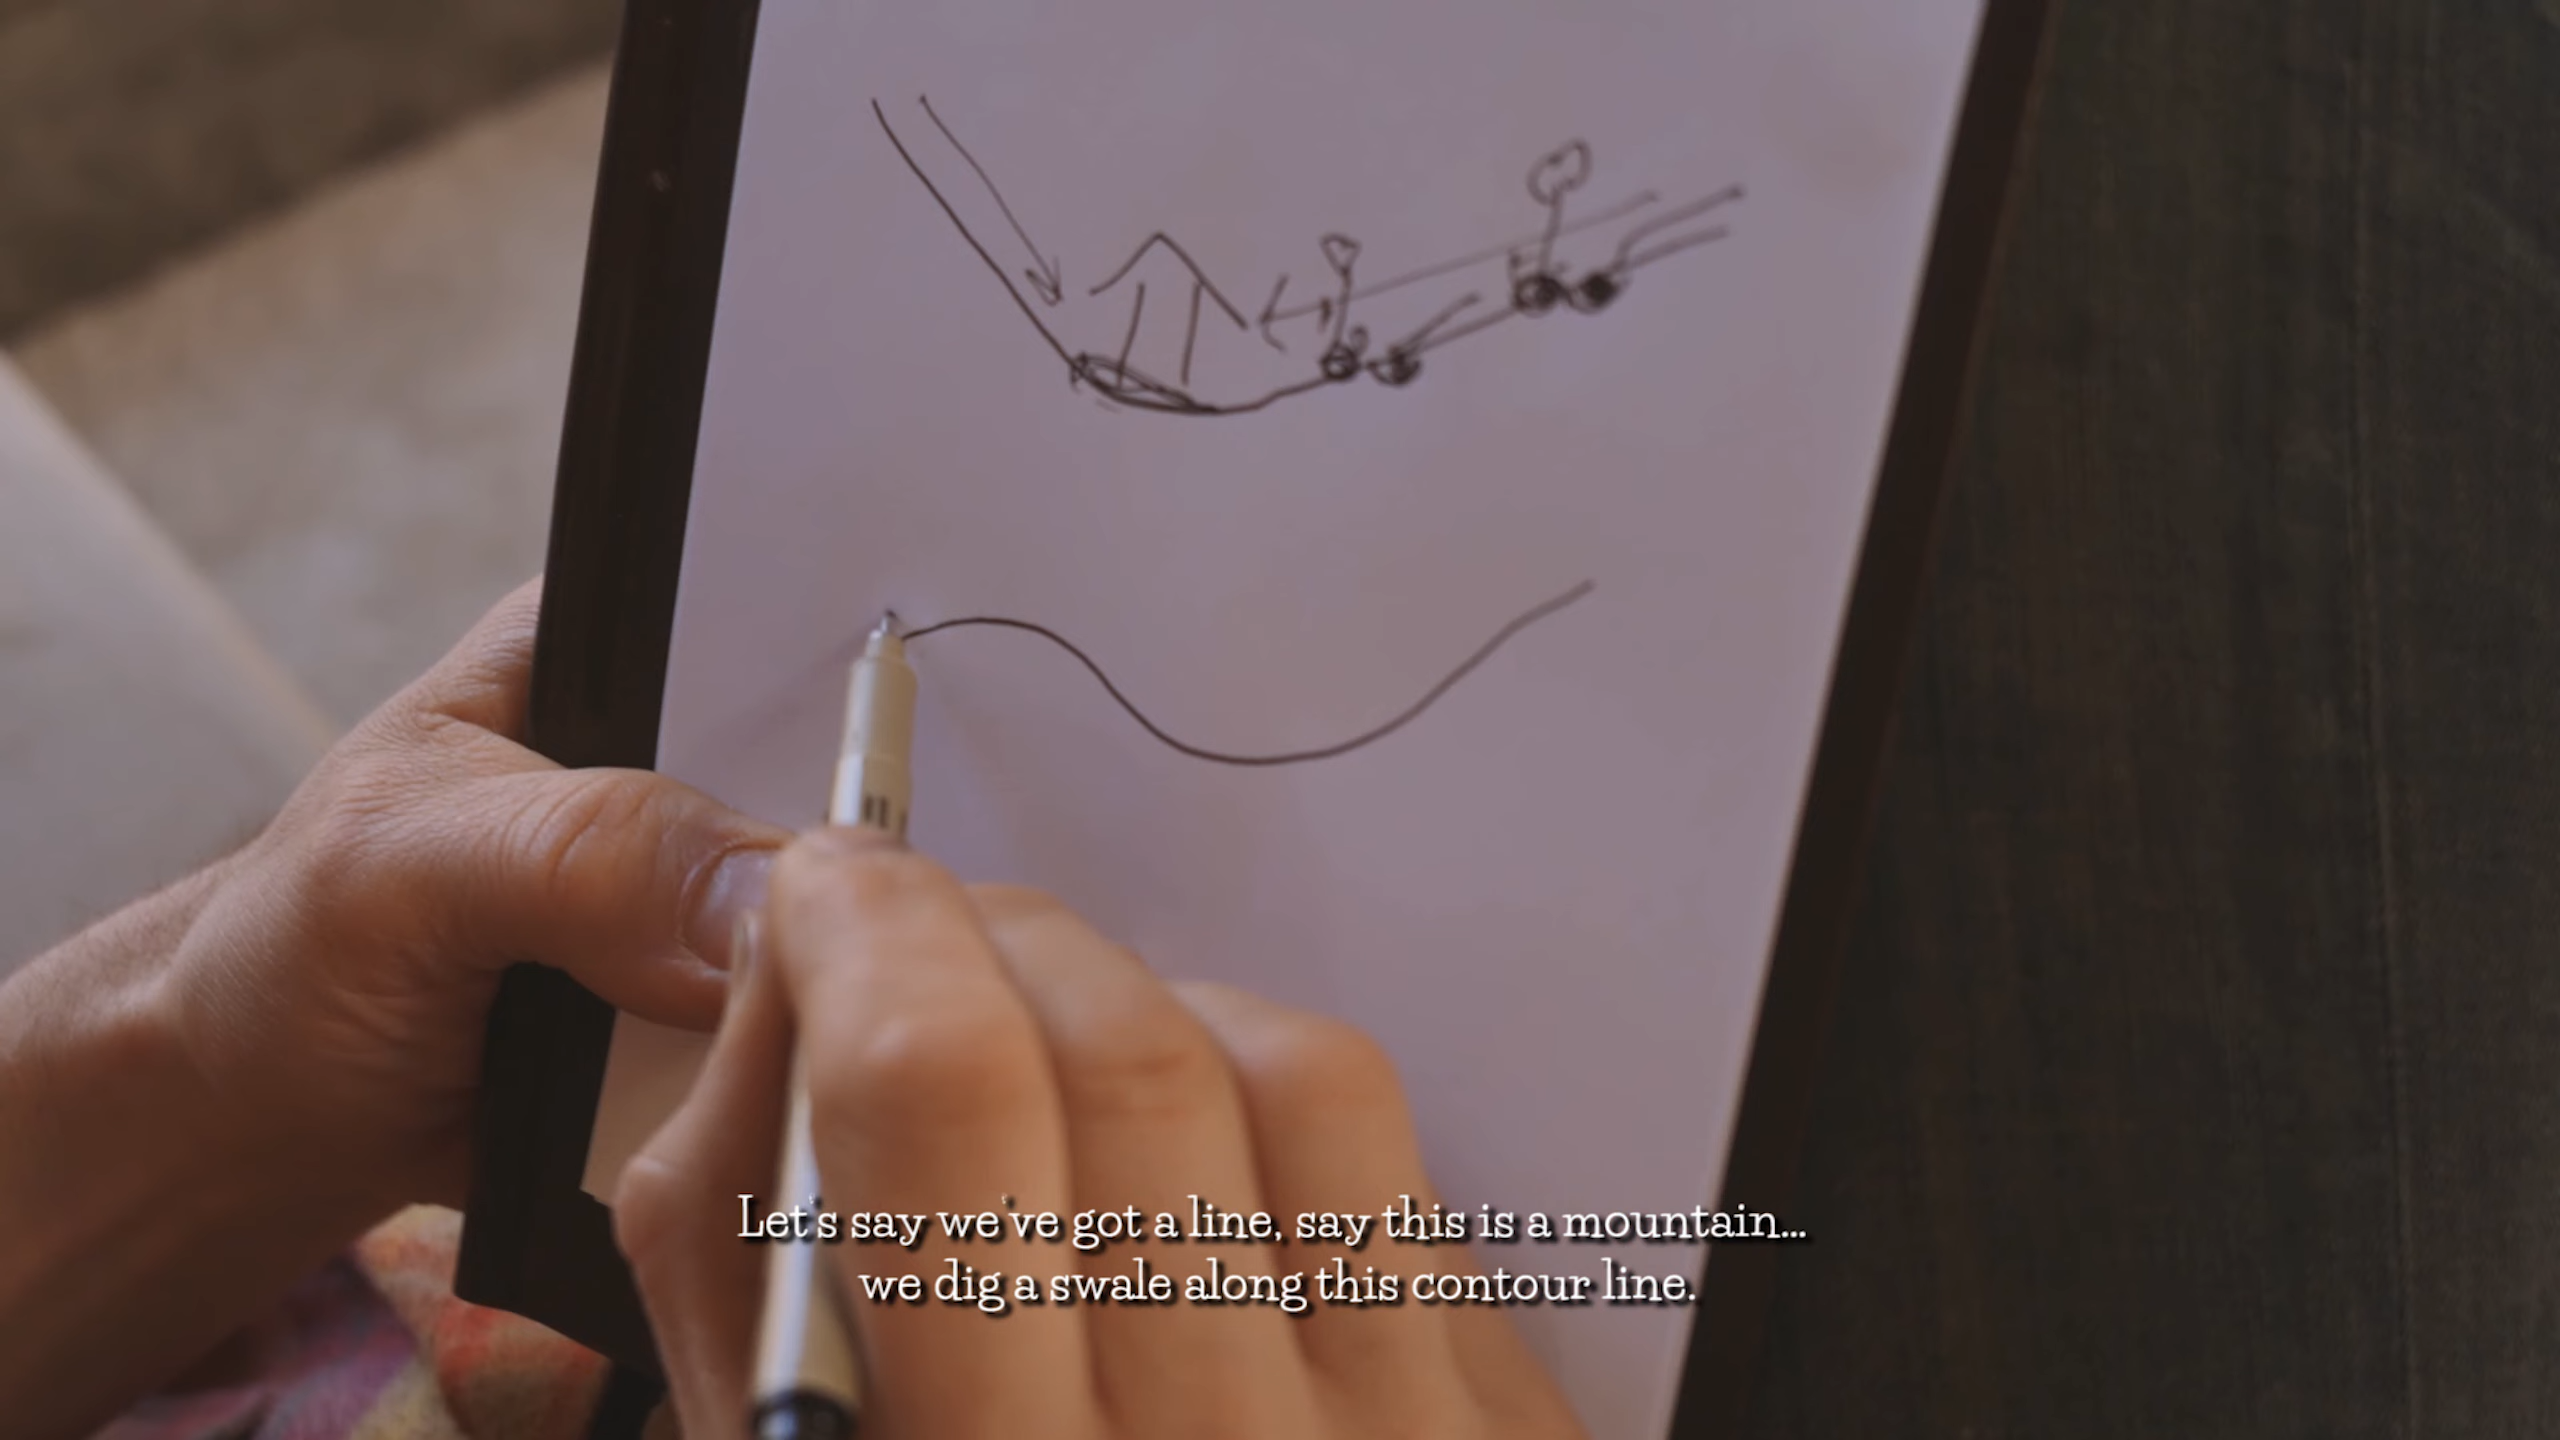 Let's say we've got a line, say this is a mountain...
we dig a swale along this contour line.